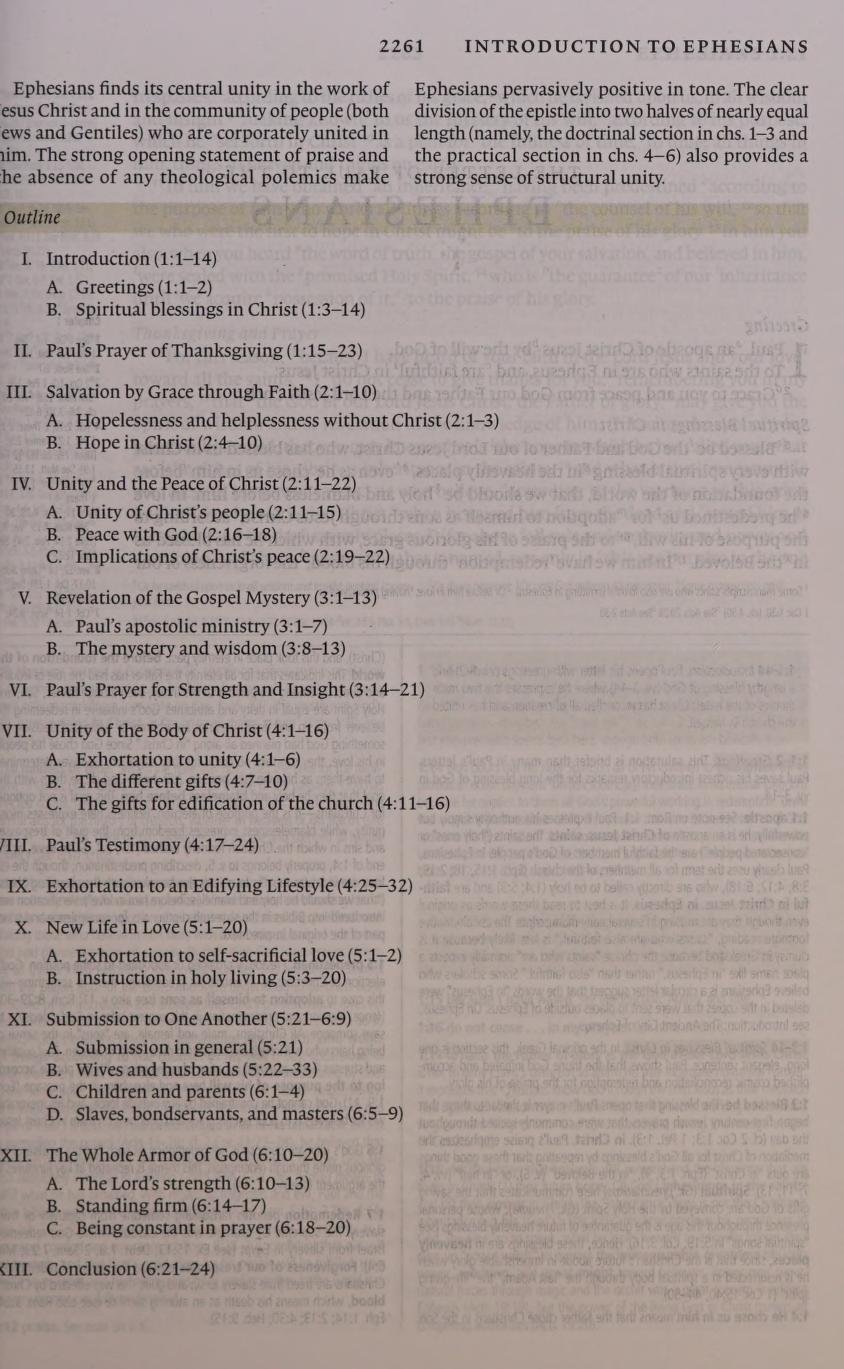 2261 INTRODUCTION TO EPHESIANS
Ephesians finds its central unity in the work of
esus Christ and in the community of people (both
ews and Gentiles) who are corporately united in
him. The strong opening statement of praise and
he absence of any theological polemics make
Ephesians pervasively positive in tone. The clear
division of the epistle into two halves of nearly equal
length (namely, the doctrinal section in chs. 1–3 and
the practical section in chs. 4–6) also provides a
strong sense of structural unity.
Outline
I. Introduction (1:1–14)
A. Greetings (1:1–2)
B. Spiritual blessings in Christ (1:3–14)
II. Paul's Prayer of Thanksgiving (1:15–23)
III. Salvation by Grace through Faith (2:1–10)
A. Hopelessness and helplessness without Christ (2:1–3)
B. Hope in Christ (2:4–10)
IV. Unity and the Peace of Christ (2:11–22)
A. Unity of Christ's people (2:11–15)
B. Peace with God (2:16–18)
C. Implications of Christ's peace (2:19–22)
V. Revelation of the Gospel Mystery (3:1–13)
A. Paul's apostolic ministry (3:1–7)
B. The mystery and wisdom (3:8–13)
VI. Paul's Prayer for Strength and Insight (3:14–21)
VII. Unity of the Body of Christ (4:1–16)
A. Exhortation to unity (4:1–6)
B. The different gifts (4:7–10)
C. The gifts for edification of the church (4:11–16)
VIII. Paul's Testimony (4:17–24)
IX. Exhortation to an Edifying Lifestyle (4:25–32)
X. New Life in Love (5:1–20)
A. Exhortation to self-sacrificial love (5:1–2)
B. Instruction in holy living (5:3–20)
XI. Submission to One Another (5:21–6:9)
A. Submission in general (5:21)
B. Wives and husbands (5:22–33)
C. Children and parents (6:1–4)
D. Slaves, bondservants, and masters (6:5–9)
XII. The Whole Armor of God (6:10–20)
A. The Lord's strength (6:10–13)
B. Standing firm (6:14–17)
C. Being constant in prayer (6:18–20)
XIII. Conclusion (6:21–24)